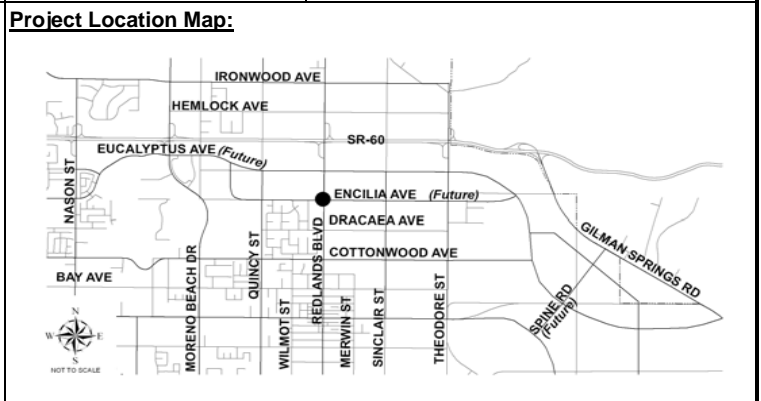 Project Location Map:
IRONWOOD AVE
HEMLOCK AVE
SR-60
EUCALYPTUS AVE (Future)
NASON ST
ENCILIA AVE (Future)
DRACAEA AVE
COTTONWOOD AVE
GILMAN SPRINGS RD
BAY AVE
MORENO BEACH DR
QUINCY ST
WILMOT ST
REDLANDS BLVD
MERWIN ST
SINCLAIR ST
THEODORE ST
SPINE RD
(Future)
N
W E
S
NOT TO SCALE